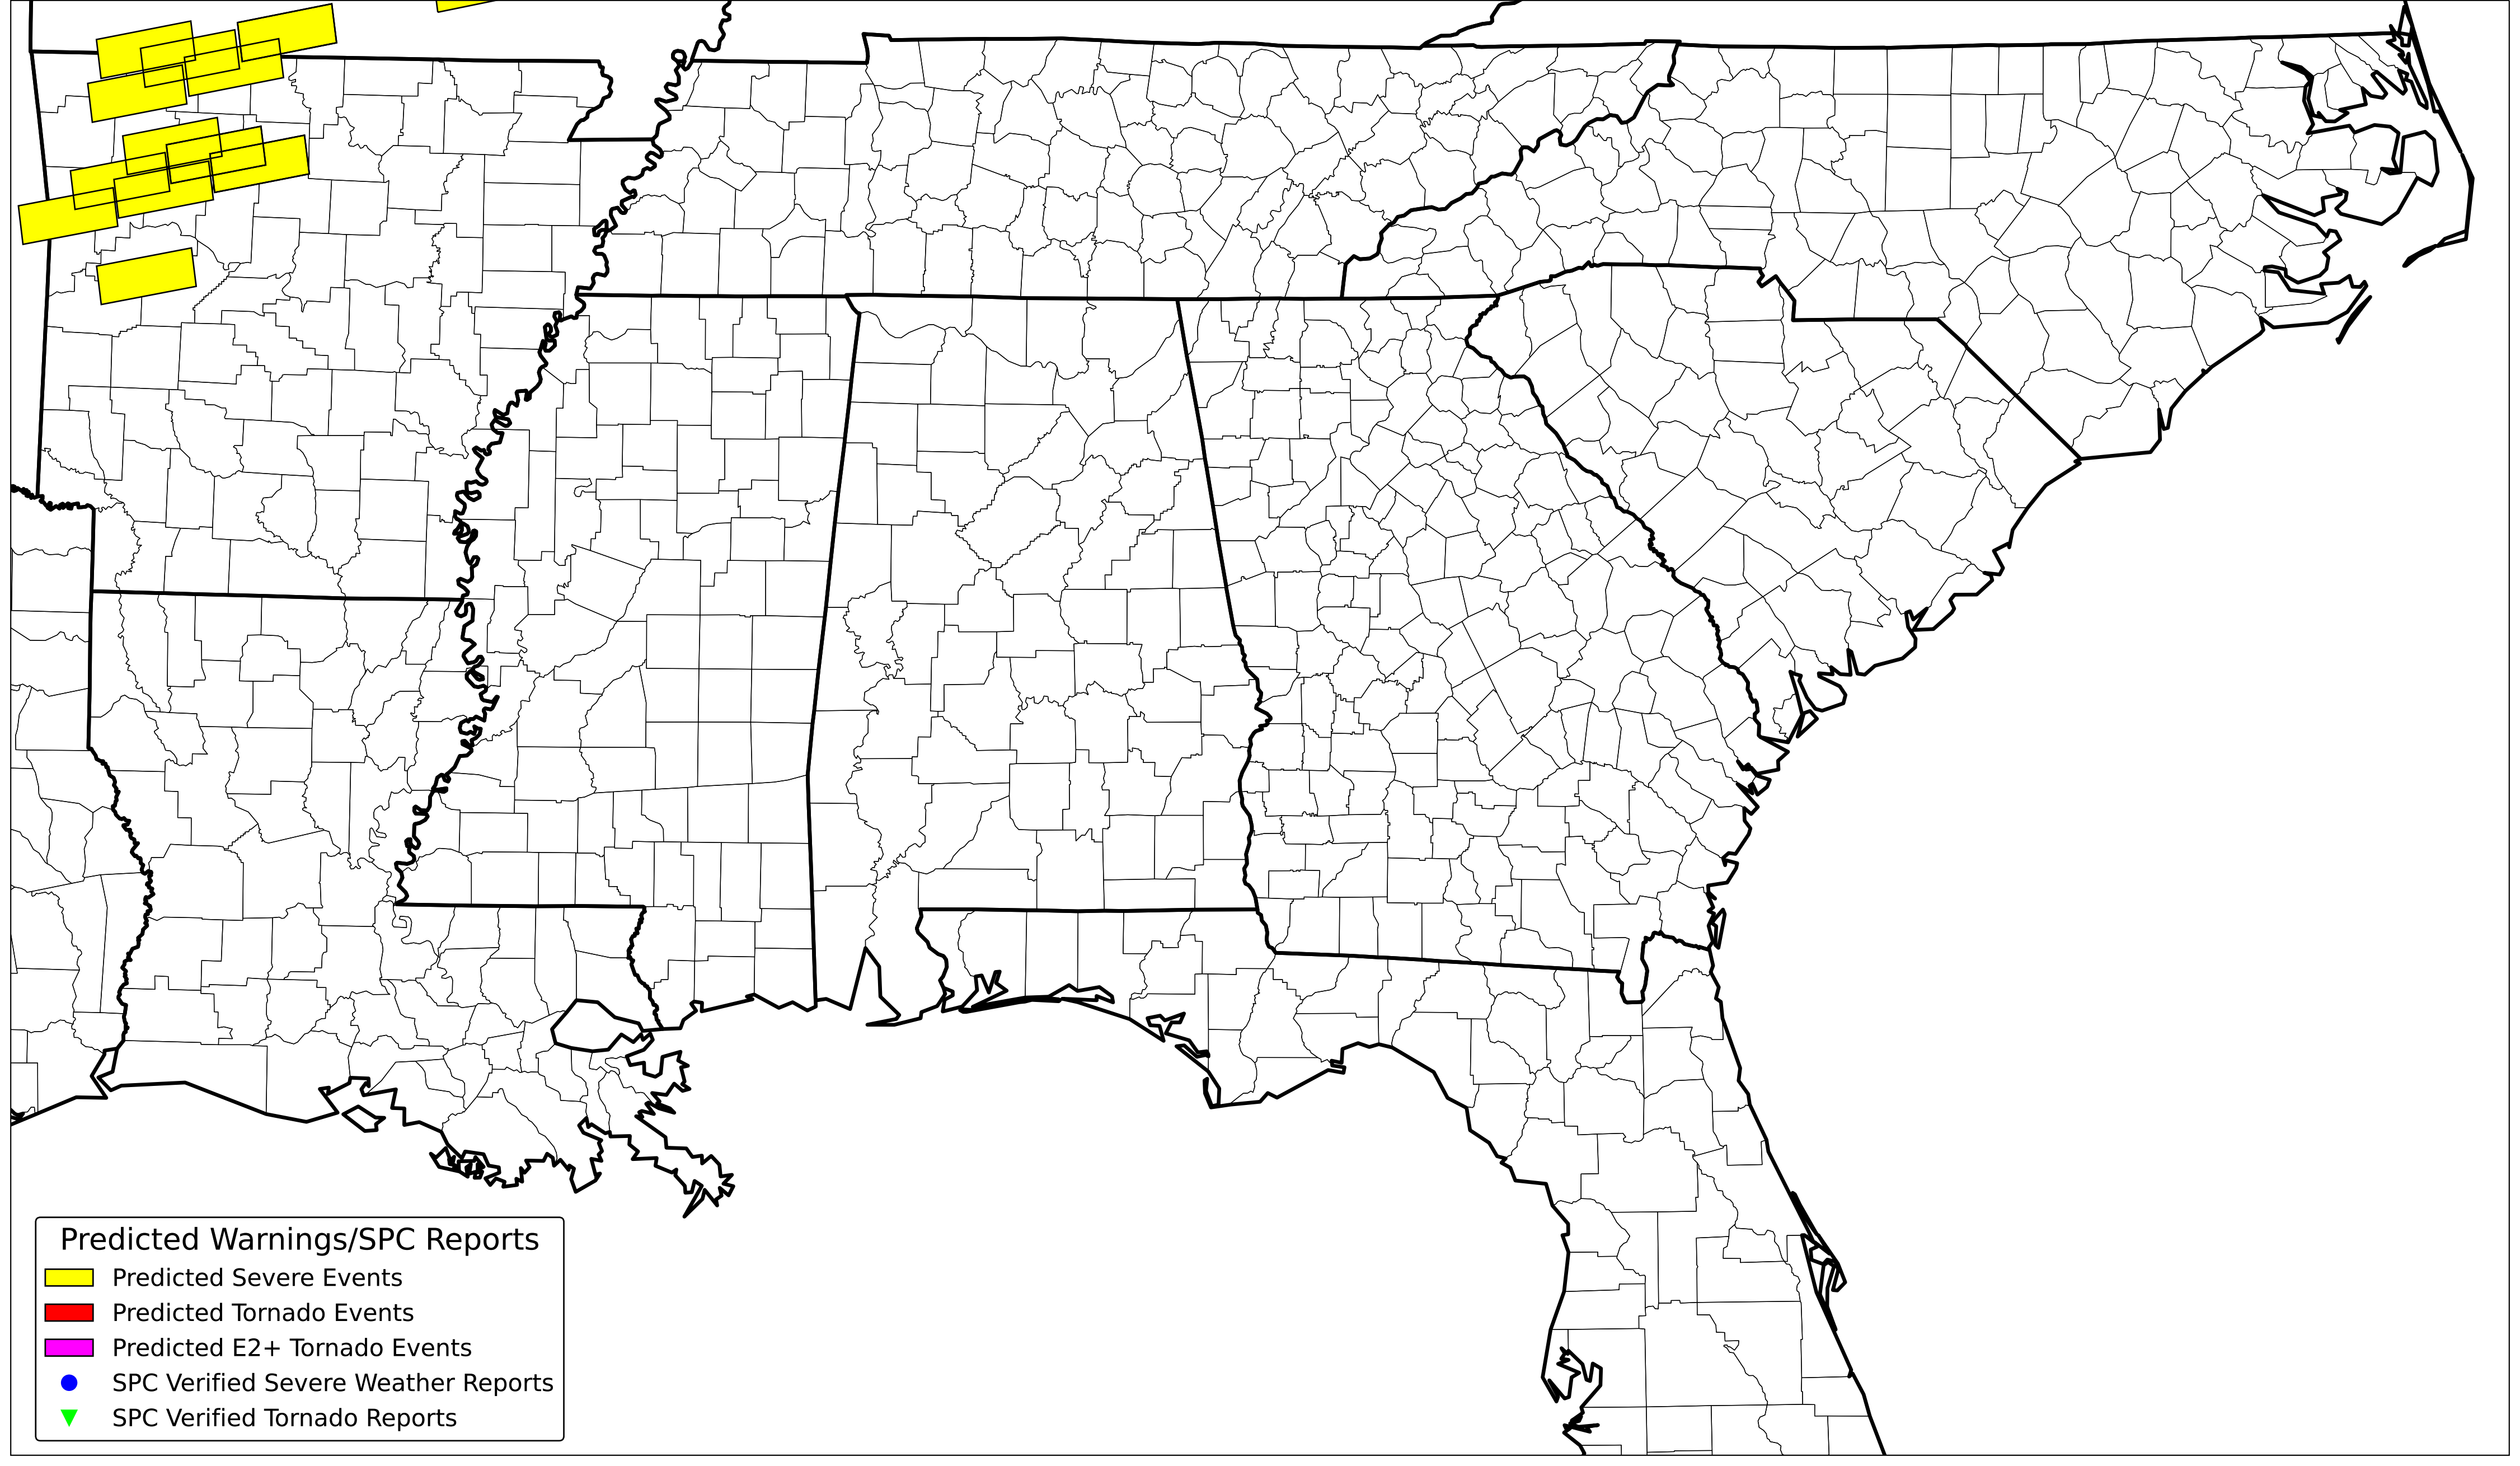 Predicted Warnings/SPC Reports
Predicted Severe Events
Predicted Tornado Events
Predicted E2+ Tornado Events
SPC Verified Severe Weather Reports
SPC Verified Tornado Reports